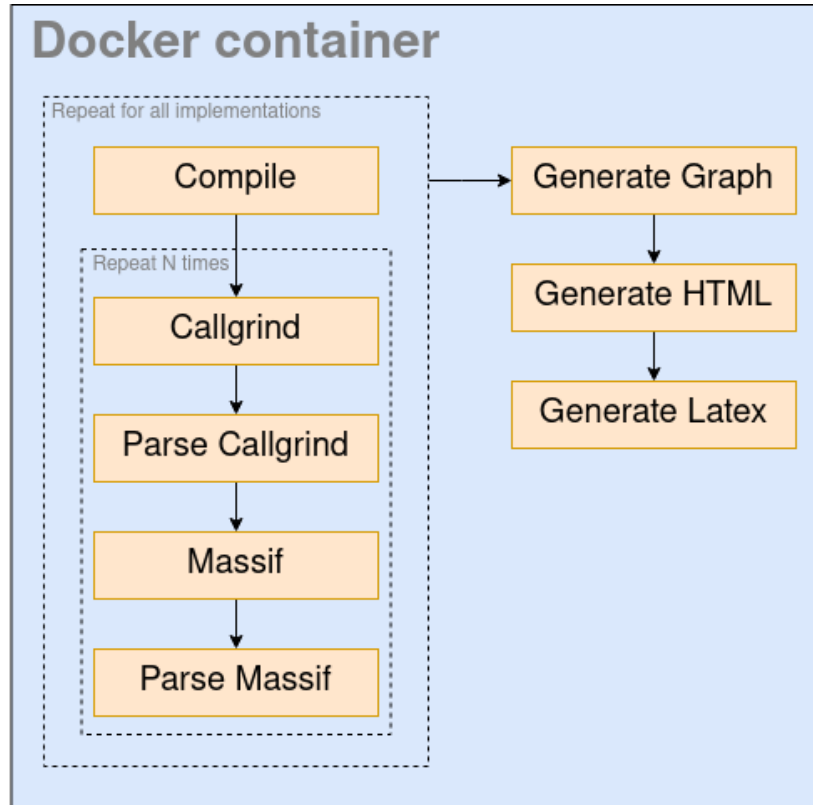 Docker container
Repeat for all implementations
Compile
Repeat N times
Callgrind
Parse Callgrind
Massif
Parse Massif
Generate Graph
Generate HTML
Generate Latex